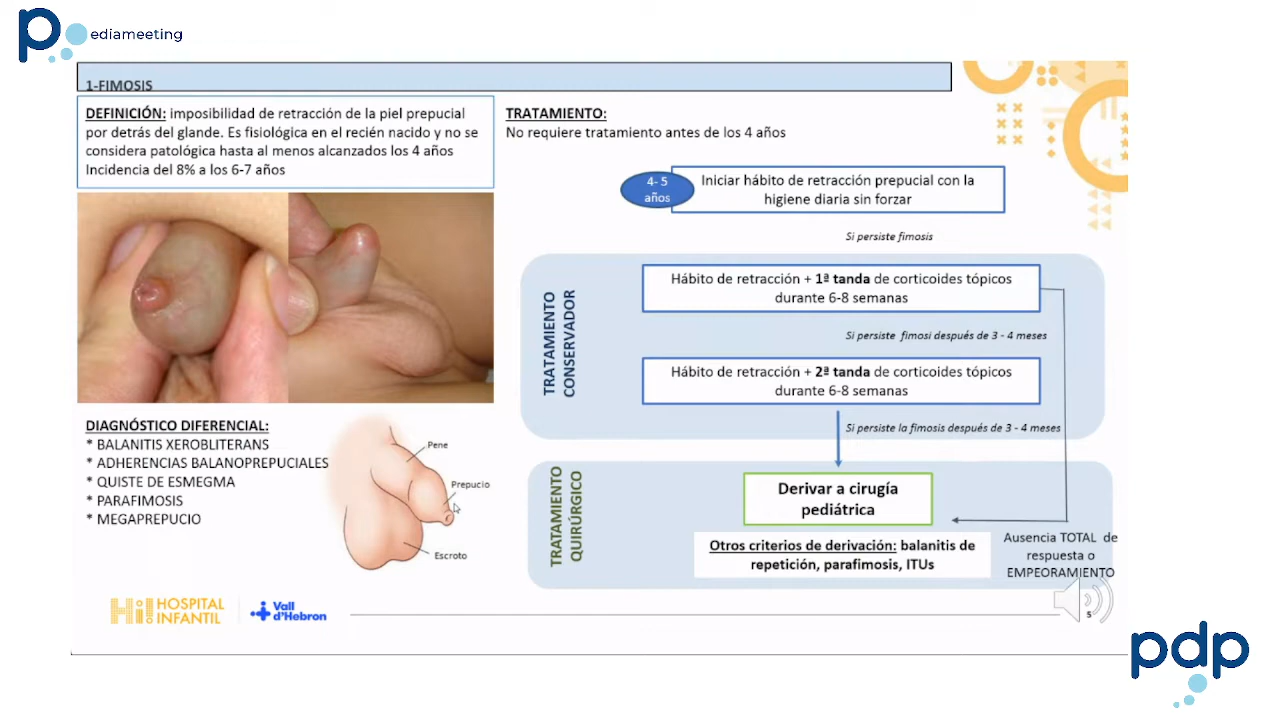 ediameeting
1-FIMOSIS
DEFINICIÓN: imposibilidad de retracción de la piel prepucial
por detrás del glande. Es fisiológica en el recién nacido y no se
considera patológica hasta al menos alcanzados los 4 años
Incidencia del 8% a los 6-7 años
DIAGNÓSTICO DIFERENCIAL:
* BALANITIS XEROBLITERANS
* ADHERENCIAS BALANOPREPUCIALES
* QUISTE DE ESMEGMA
* PARAFIMOSIS
* MEGAPREPUCIO
Pene
Prepucio
Escroto
TRATAMIENTO:
No requiere tratamiento antes de los 4 años
4- 5
años
Iniciar hábito de retracción prepucial con la
higiene diaria sin forzar
Si persiste fimosis
TRATAMIENTO
CONSERVADOR
Hábito de retracción + 1ª tanda de corticoides tópicos
durante 6-8 semanas
Si persiste fimosi después de 3 - 4 meses
Hábito de retracción + 2ª tanda de corticoides tópicos
durante 6-8 semanas
Si persiste la fimosis después de 3 - 4 meses
TRATAMIENTO
QUIRÚRGICO
Derivar a cirugía
pediátrica
Otros criterios de derivación: balanitis de
repetición, parafimosis, ITUs
Ausencia TOTAL de
respuesta o
EMPEORAMIENTO
HiI HOSPITAL
INFANTIL
Vall
d'Hebron
5
pdp